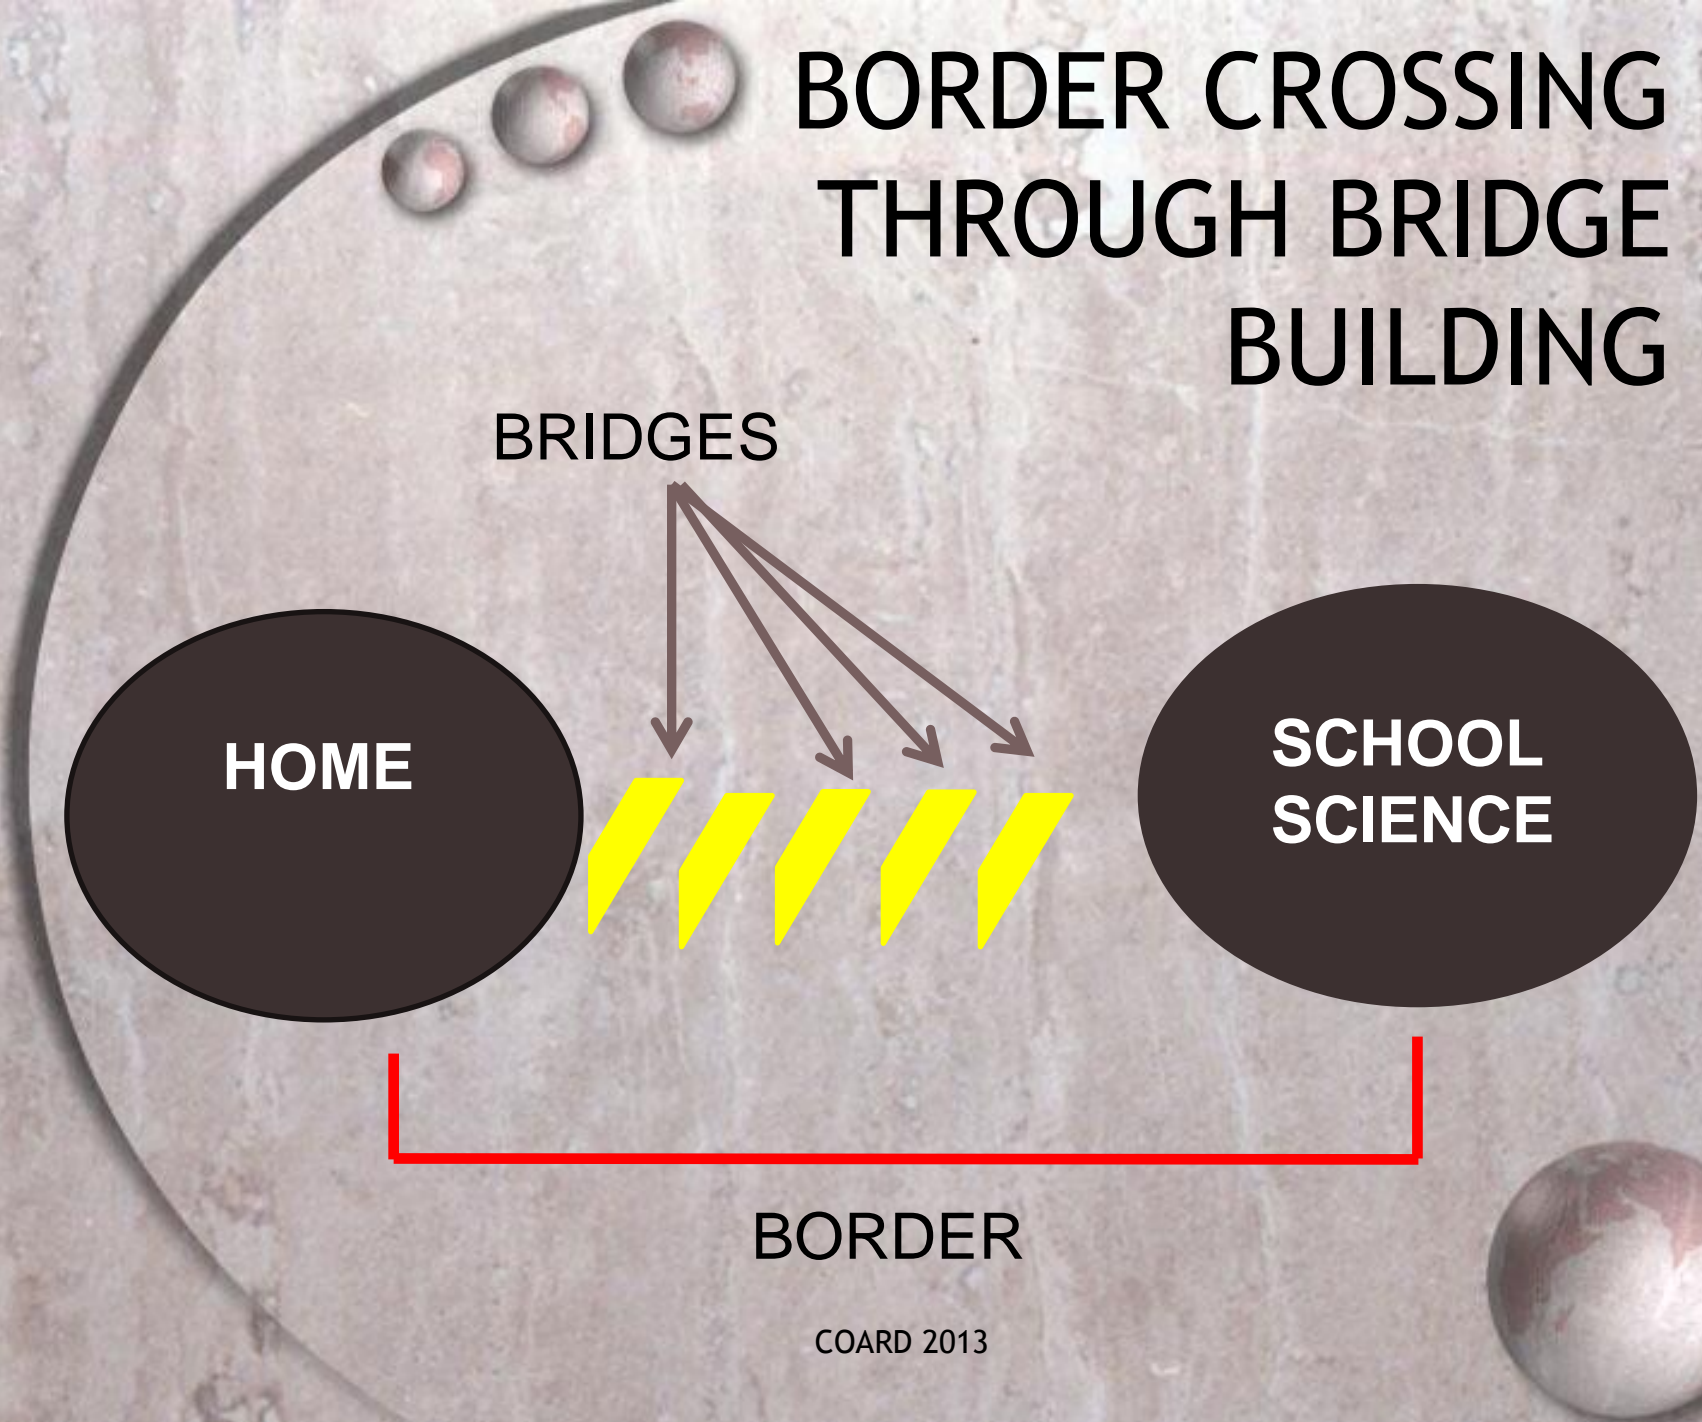 BORDER CROSSING
THROUGH BRIDGE
BUILDING
BRIDGES
HOME
SCHOOL
SCIENCE
BORDER
COARD 2013